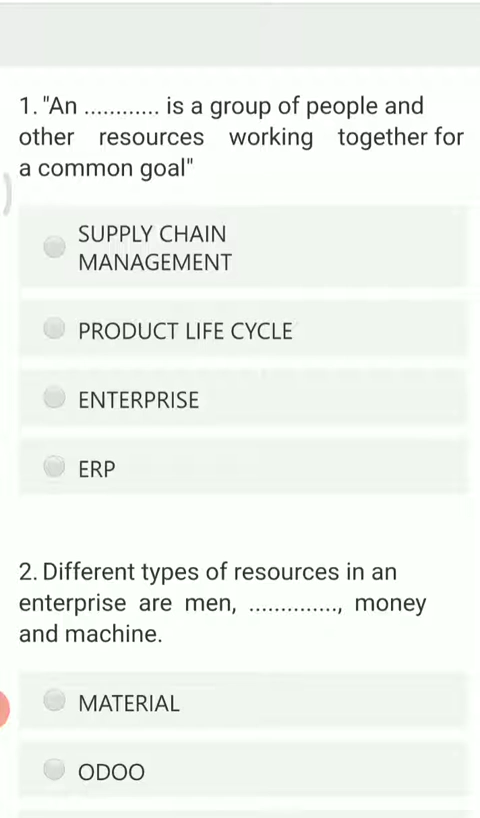 1. "An ............ is a group of people and
other resources working together for
a common goal"
SUPPLY CHAIN
MANAGEMENT
PRODUCT LIFE CYCLE
ENTERPRISE
ERP
2. Different types of resources in an
enterprise are men, .............., money
and machine.
MATERIAL
ODOO